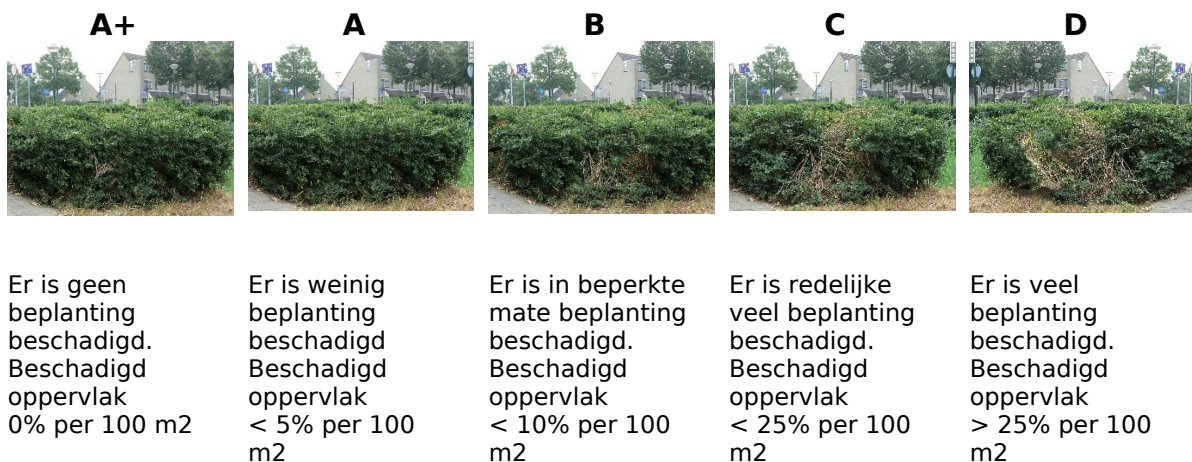 A+
A
B
C
D
Er is geen
beplanting
beschadigd.
Beschadigd
oppervlak
0% per 100 m2
Er is weinig
beplanting
beschadigd
Beschadigd
oppervlak
< 5% per 100
m2
Er is in beperkte
mate beplanting
beschadigd.
Beschadigd
oppervlak
< 10% per 100
m2
Er is redelijke
veel beplanting
beschadigd.
Beschadigd
oppervlak
< 25% per 100
m2
Er is veel
beplanting
beschadigd.
Beschadigd
oppervlak
> 25% per 100
m2